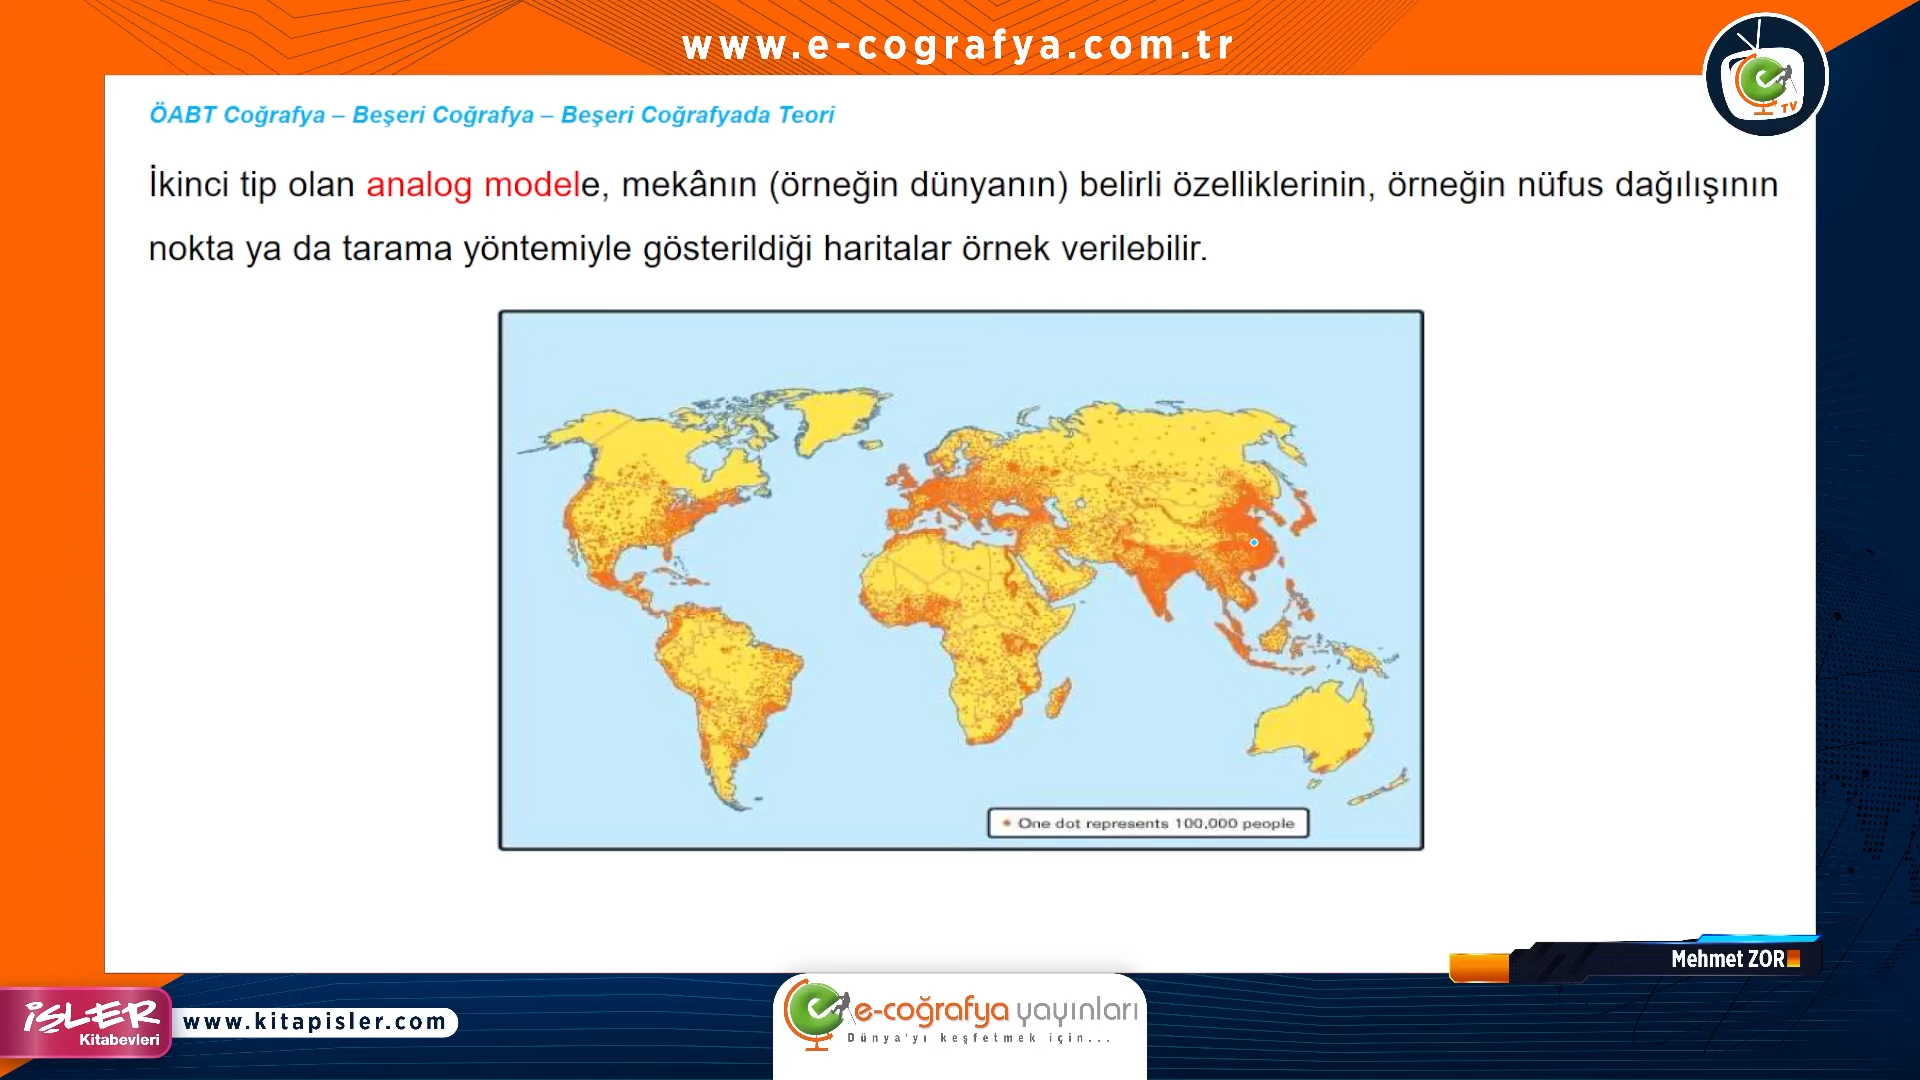 www.e-cografya.com.tr
TV
ÖABT Coğrafya – Beşeri Coğrafya – Beşeri Coğrafyada Teori
İkinci tip olan analog modele, mekânın (örneğin dünyanın) belirli özelliklerinin, örneğin nüfus dağılışının
nokta ya da tarama yöntemiyle gösterildiği haritalar örnek verilebilir.
One dot represents 100,000 people
Mehmet ZOR
işLER
Kitabevleri
www.kitapisler.com
e-coğrafya yayınları
Dünya'yı keşfetmek için...